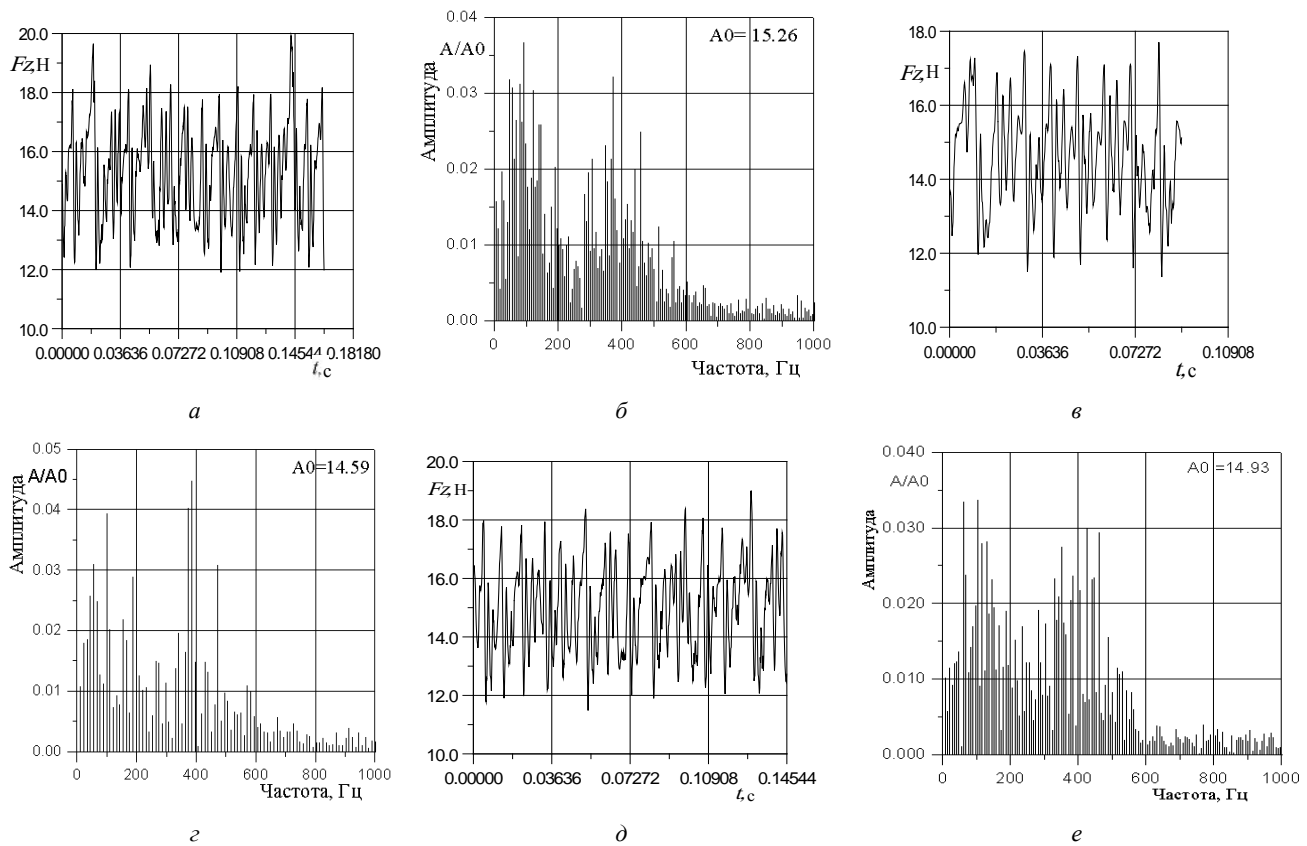 20.0
Fz,Н
18.0
16.0
14.0
12.0
10.0
0.00000 0.03636 0.07272 0.10908 0.14544 0.18180
t,с
а
0.04
A/A0
A0= 15.26
Амплитуда
0.03
0.02
0.01
0.00
0 200 400 600 800 1000
Частота, Гц
б
18.0
Fz,Н
16.0
14.0
12.0
10.0
0.00000 0.03636 0.07272 0.10908
t,с
в
0.05
A/A0
A0=14.59
Амплитуда
0.04
0.03
0.02
0.01
0.00
0 200 400 600 800 1000
Частота, Гц
г
20.0
Fz,Н
18.0
16.0
14.0
12.0
10.0
0.00000 0.03636 0.07272 0.10908 0.14544
t,с
д
0.040
A/A0
A0 =14.93
Амплитуда
0.030
0.020
0.010
0.000
0 200 400 600 800 1000
Частота, Гц
е